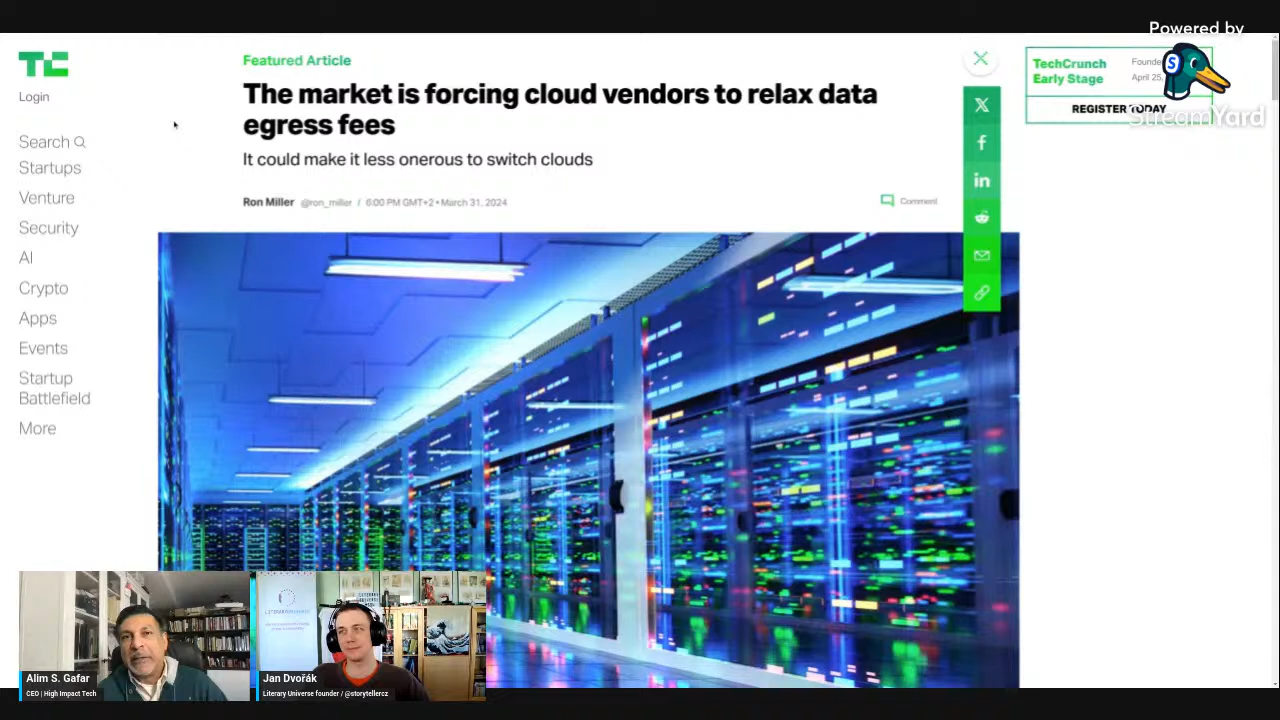 Powered by
StreamYard
TC
Login
Search
Startups
Venture
Security
AI
Crypto
Apps
Events
Startup
Battlefield
More
Featured Article
The market is forcing cloud vendors to relax data
egress fees
It could make it less onerous to switch clouds
Ron Miller @ron_miller / 6:00 PM GMT+2 • March 31, 2024
Comment
TechCrunch
Early Stage
April 25,
REGISTER TODAY
Alim S. Gafar
CEO | High Impact Tech
Jan Dvořák
Literary Universe founder / @storytellercz